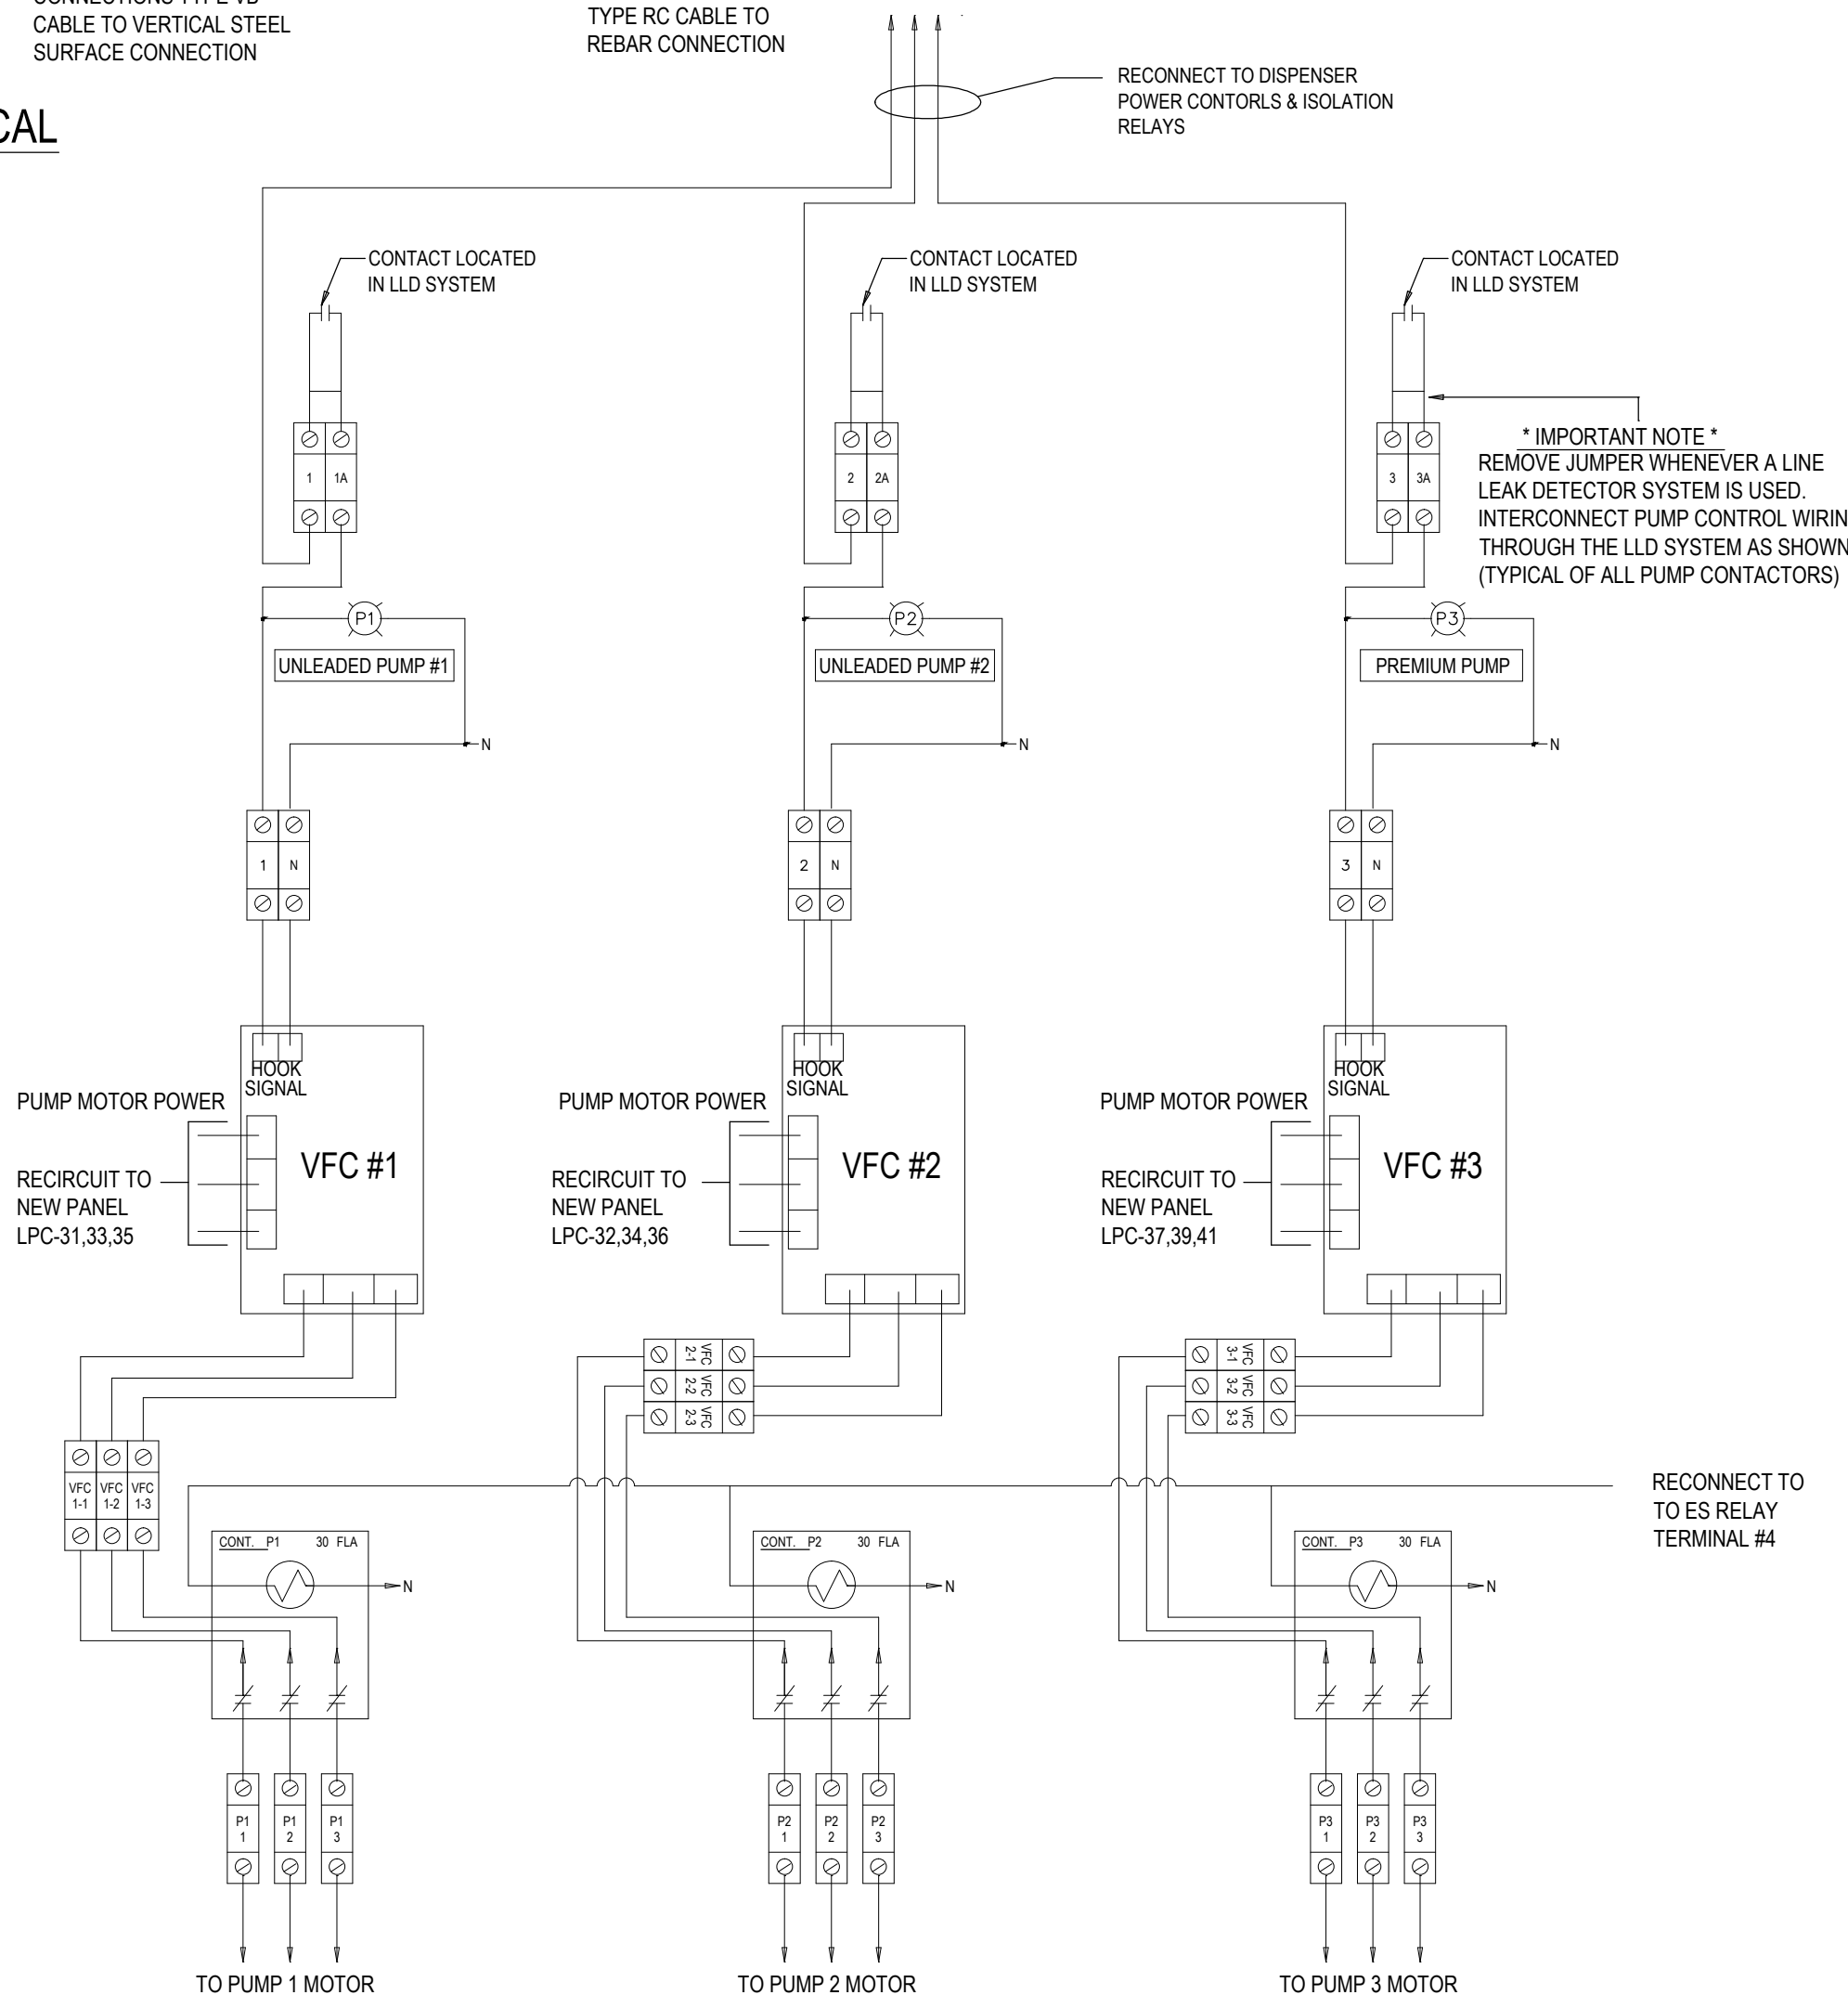 CABLE TO VERTICAL STEEL
SURFACE CONNECTION
TYPE RC CABLE TO
REBAR CONNECTION
CAL
RECONNECT TO DISPENSER
POWER CONTORLS & ISOLATION
RELAYS
CONTACT LOCATED
IN LLD SYSTEM
CONTACT LOCATED
IN LLD SYSTEM
CONTACT LOCATED
IN LLD SYSTEM
1 1A
2 2A
3 3A
* IMPORTANT NOTE *
REMOVE JUMPER WHENEVER A LINE
LEAK DETECTOR SYSTEM IS USED.
INTERCONNECT PUMP CONTROL WIRIN
THROUGH THE LLD SYSTEM AS SHOWN
(TYPICAL OF ALL PUMP CONTACTORS)
P1
UNLEADED PUMP #1
N
P2
UNLEADED PUMP #2
N
P3
PREMIUM PUMP
N
1 N
2 N
3 N
HOOK
SIGNAL
PUMP MOTOR POWER
VFC #1
RECIRCUIT TO
NEW PANEL
LPC-31,33,35
HOOK
SIGNAL
PUMP MOTOR POWER
VFC #2
RECIRCUIT TO
NEW PANEL
LPC-32,34,36
HOOK
SIGNAL
PUMP MOTOR POWER
VFC #3
RECIRCUIT TO
NEW PANEL
LPC-37,39,41
VFC
2-1
VFC
2-2
VFC
2-3
VFC
3-1
VFC
3-2
VFC
3-3
VFC
1-1
VFC
1-2
VFC
1-3
RECONNECT TO
TO ES RELAY
TERMINAL #4
CONT. P1 30 FLA
N
CONT. P2 30 FLA
N
CONT. P3 30 FLA
N
P1
1
P1
2
P1
3
P2
1
P2
2
P2
3
P3
1
P3
2
P3
3
TO PUMP 1 MOTOR
TO PUMP 2 MOTOR
TO PUMP 3 MOTOR